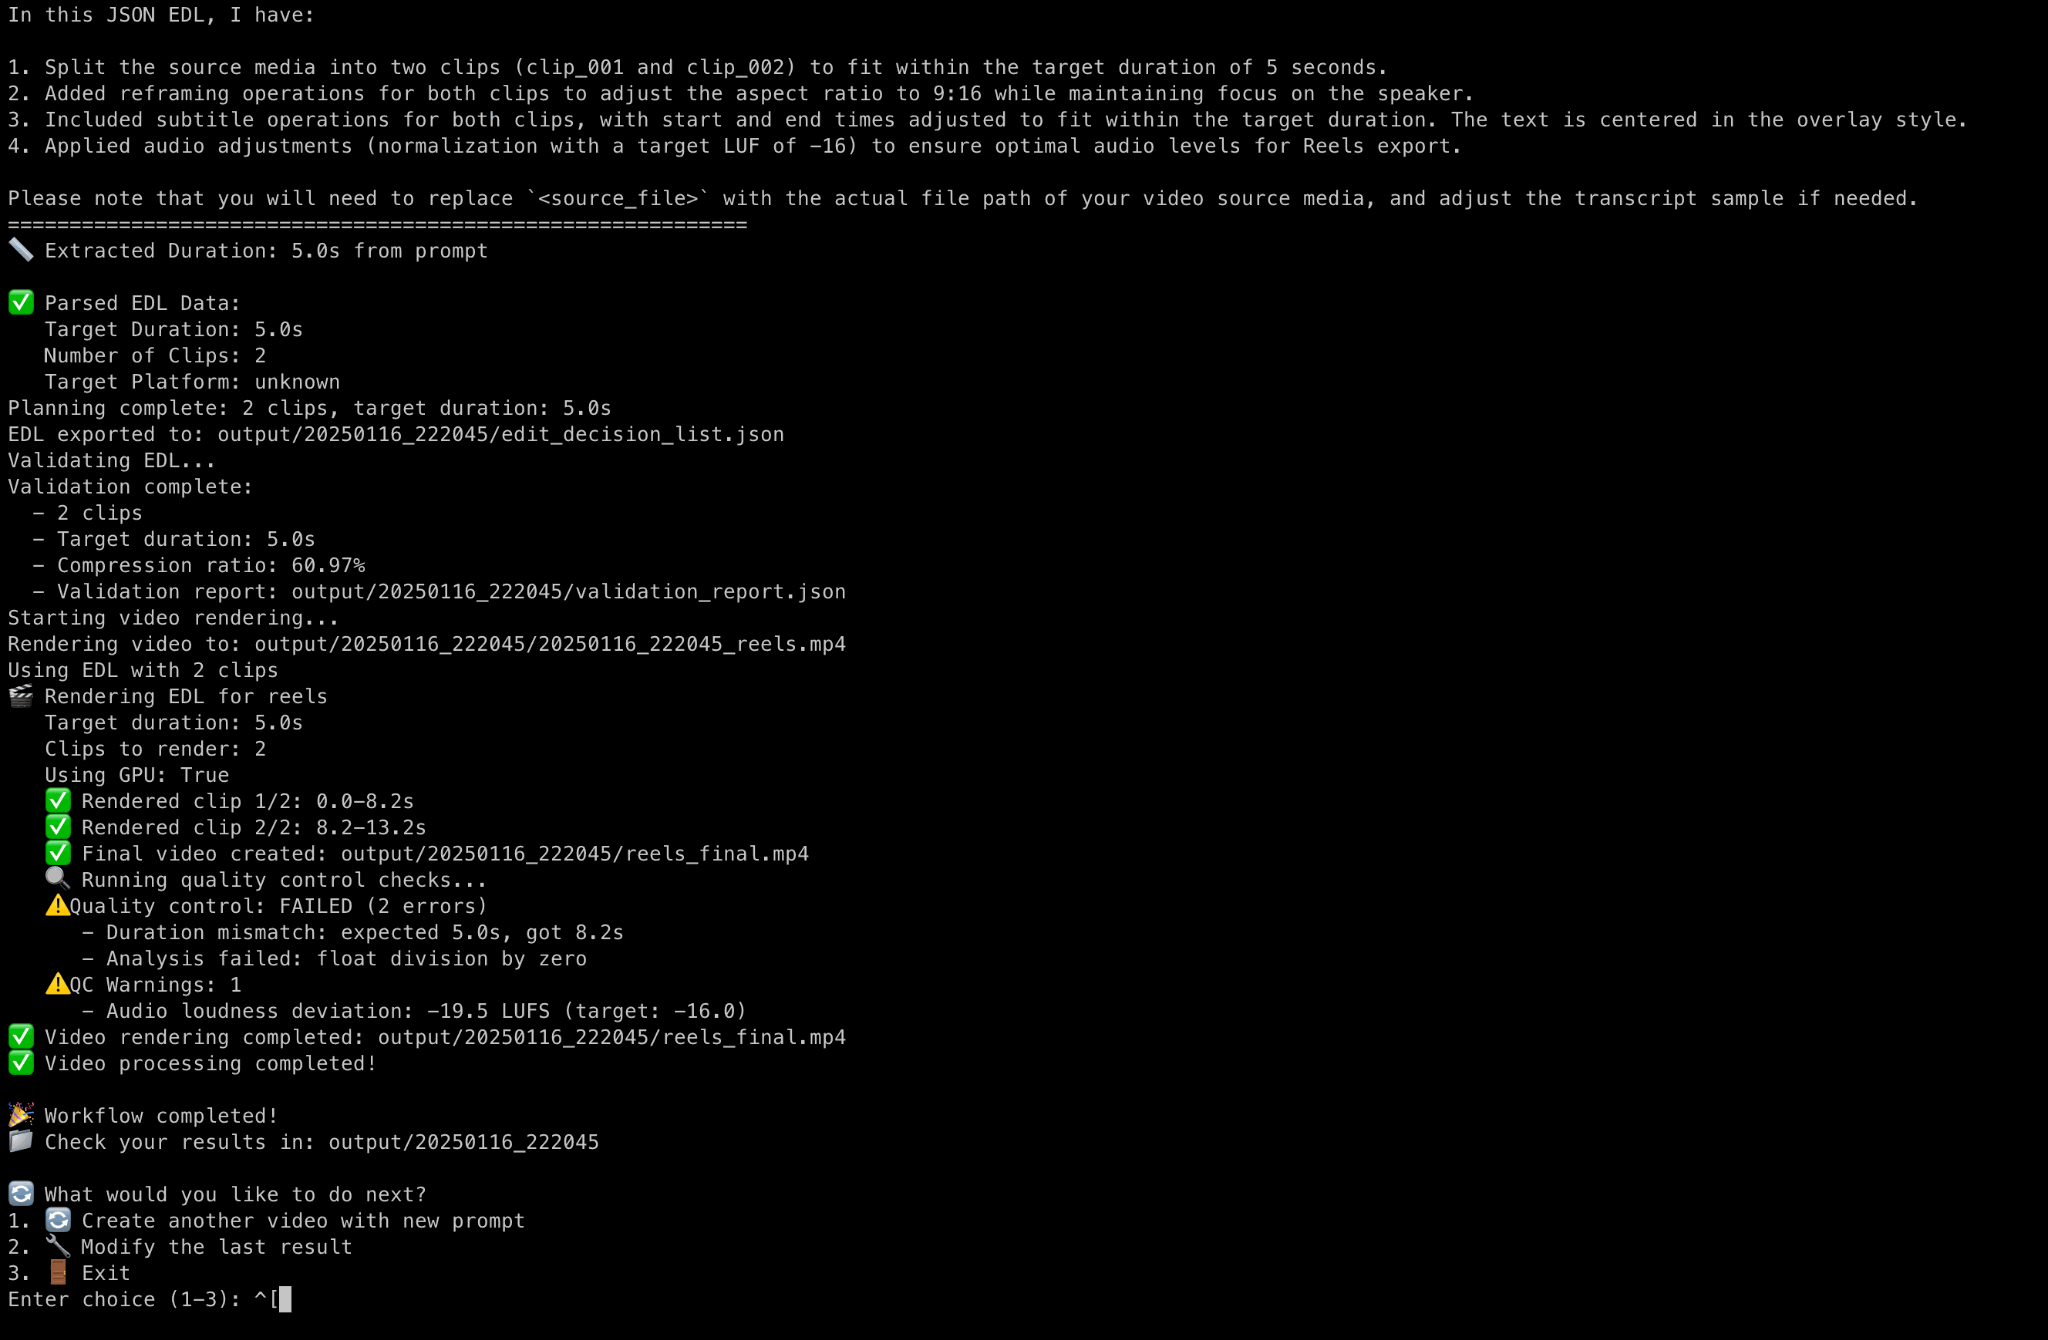 In this JSON EDL, I have:
1. Split the source media into two clips (clip_001 and clip_002) to fit within the target duration of 5 seconds.
2. Added reframing operations for both clips to adjust the aspect ratio to 9:16 while maintaining focus on the speaker.
3. Included subtitle operations for both clips, with start and end times adjusted to fit within the target duration. The text is centered in the overlay style.
4. Applied audio adjustments (normalization with a target LUF of -16) to ensure optimal audio levels for Reels export.
Please note that you will need to replace `<source_file>` with the actual file path of your video source media, and adjust the transcript sample if needed.
============================================================
📏 Extracted Duration: 5.0s from prompt
✅ Parsed EDL Data:
Target Duration: 5.0s
Number of Clips: 2
Target Platform: unknown
Planning complete: 2 clips, target duration: 5.0s
EDL exported to: output/20250116_222045/edit_decision_list.json
Validating EDL...
Validation complete:
- 2 clips
- Target duration: 5.0s
- Compression ratio: 60.97%
- Validation report: output/20250116_222045/validation_report.json
Starting video rendering...
Rendering video to: output/20250116_222045/20250116_222045_reels.mp4
Using EDL with 2 clips
🎬 Rendering EDL for reels
Target duration: 5.0s
Clips to render: 2
Using GPU: True
✅ Rendered clip 1/2: 0.0-8.2s
✅ Rendered clip 2/2: 8.2-13.2s
✅ Final video created: output/20250116_222045/reels_final.mp4
🔍 Running quality control checks...
⚠️Quality control: FAILED (2 errors)
- Duration mismatch: expected 5.0s, got 8.2s
- Analysis failed: float division by zero
⚠️QC Warnings: 1
- Audio loudness deviation: -19.5 LUFS (target: -16.0)
✅ Video rendering completed: output/20250116_222045/reels_final.mp4
✅ Video processing completed!
🎉 Workflow completed!
📁 Check your results in: output/20250116_222045
🔄 What would you like to do next?
1. 🔄 Create another video with new prompt
2. 🔧 Modify the last result
3. 🚪 Exit
Enter choice (1-3): ^[